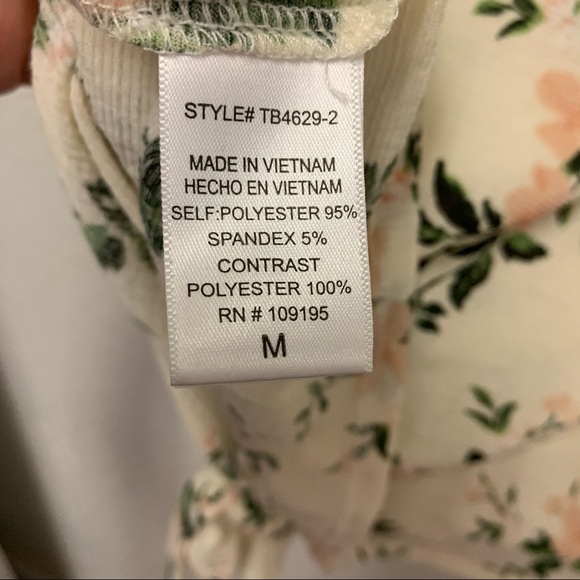 STYLE# TB4629-2
MADE IN VIETNAM
HECHO EN VIETNAM
SELF:POLYESTER 95%
SPANDEX 5%
CONTRAST
POLYESTER 100%
RN # 109195
M